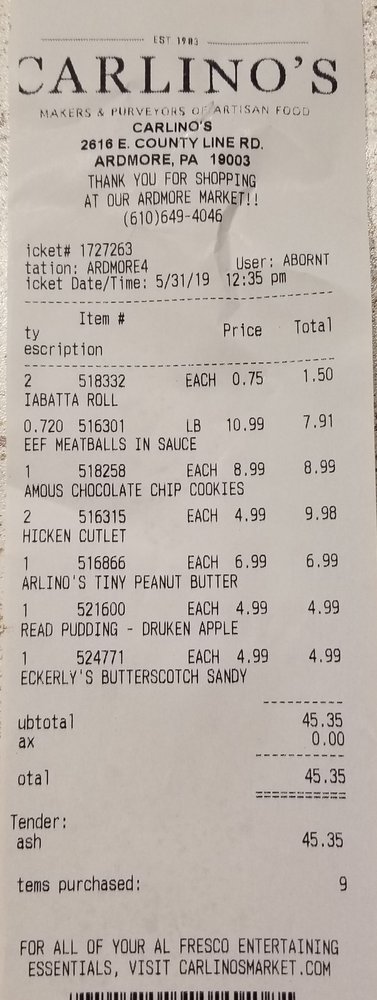 EST 1983
CARLINO'S
MAKERS & PURVEYORS OF ARTISAN FOOD
CARLINO'S
2616 E. COUNTY LINE RD.
ARDMORE, PA 19003
THANK YOU FOR SHOPPING
AT OUR ARDMORE MARKET!!
(610)649-4046
icket# 1727263
tation: ARDMORE4 User: ABORNT
icket Date/Time: 5/31/19 12:35 pm
Item #
ty Price Total
escription
2 518332 EACH 0.75 1.50
IABATTA ROLL
0.720 516301 LB 10.99 7.91
EEF MEATBALLS IN SAUCE
1 518258 EACH 8.99 8.99
AMOUS CHOCOLATE CHIP COOKIES
2 516315 EACH 4.99 9.98
HICKEN CUTLET
1 516866 EACH 6.99 6.99
ARLINO'S TINY PEANUT BUTTER
1 521600 EACH 4.99 4.99
READ PUDDING - DRUKEN APPLE
1 524771 EACH 4.99 4.99
ECKERLY'S BUTTERSCOTCH SANDY
ubtotal 45.35
ax 0.00
otal 45.35
Tender:
ash 45.35
tems purchased: 9
FOR ALL OF YOUR AL FRESCO ENTERTAINING
ESSENTIALS, VISIT CARLINOSMARKET.COM